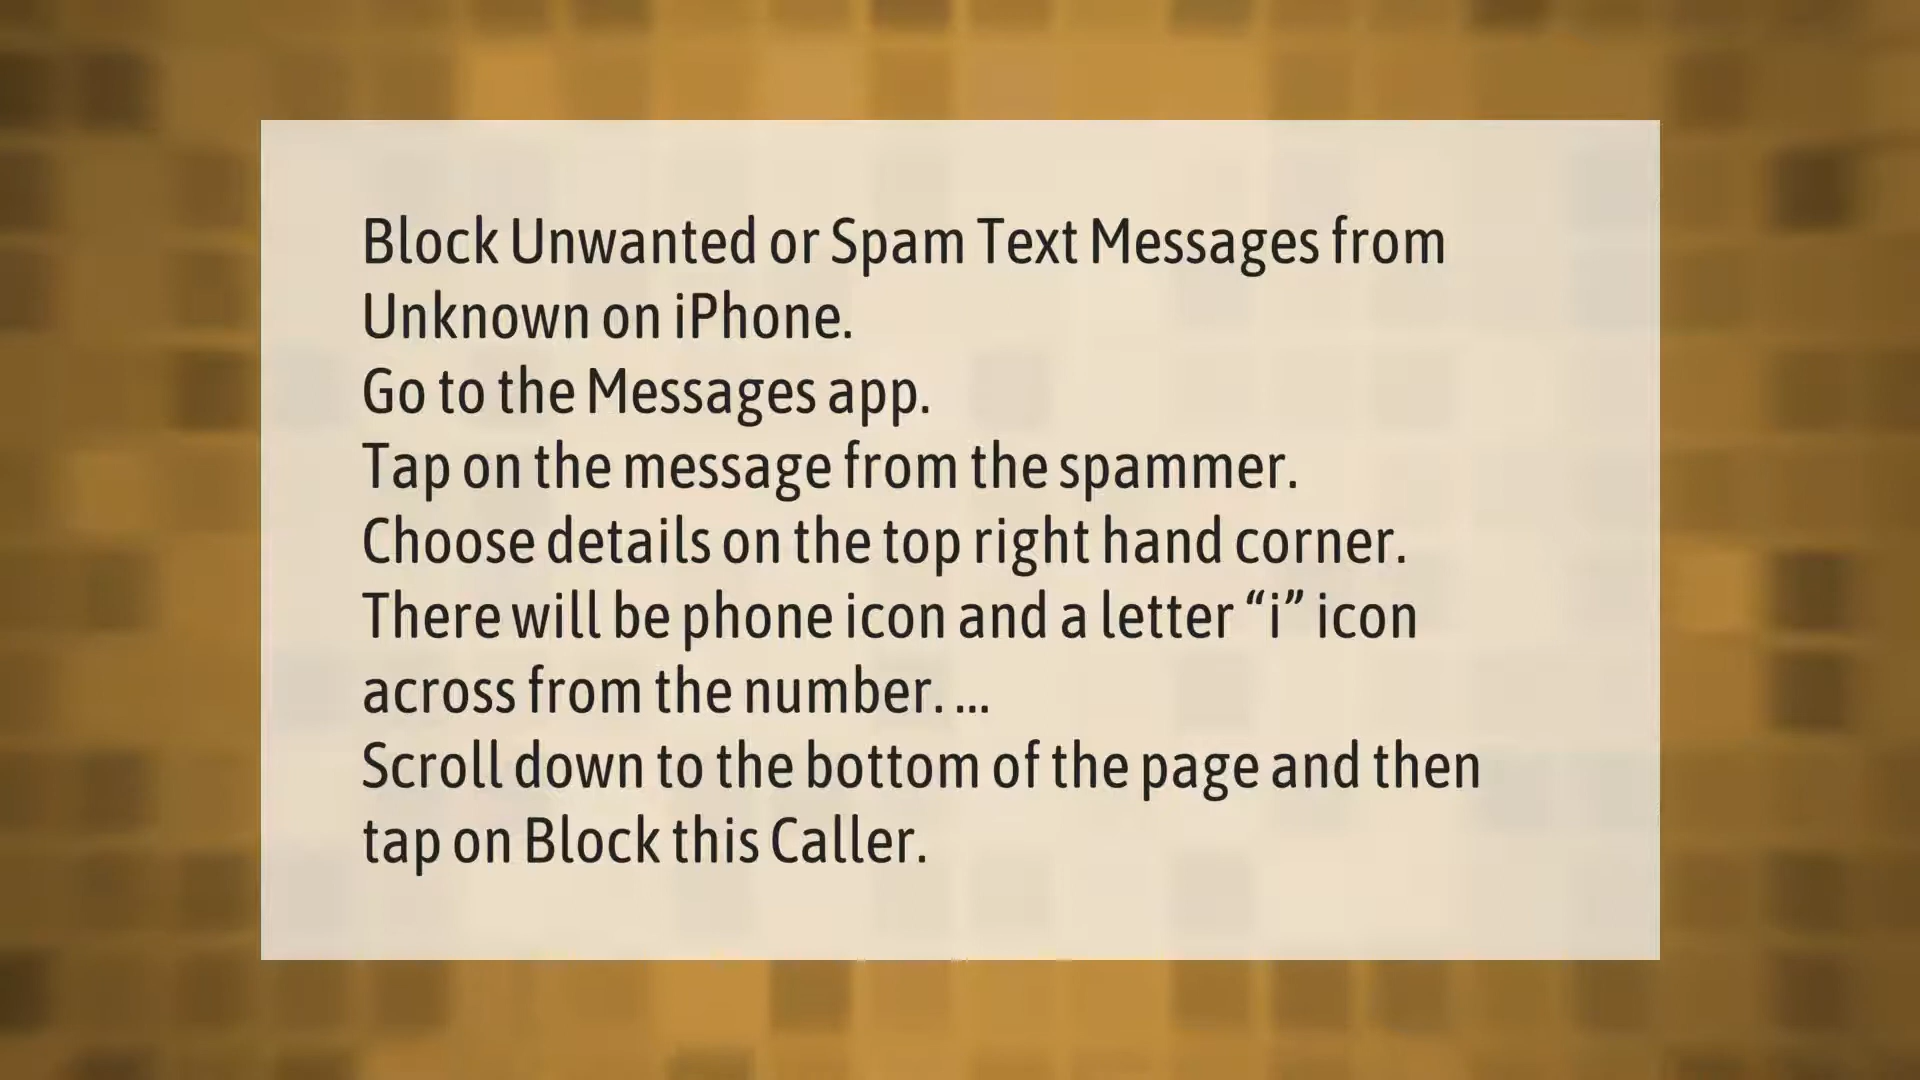 Block Unwanted or Spam Text Messages from
Unknown on iPhone.
Go to the Messages app.
Tap on the message from the spammer.
Choose details on the top right hand corner.
There will be phone icon and a letter “i” icon
across from the number. ...
Scroll down to the bottom of the page and then
tap on Block this Caller.